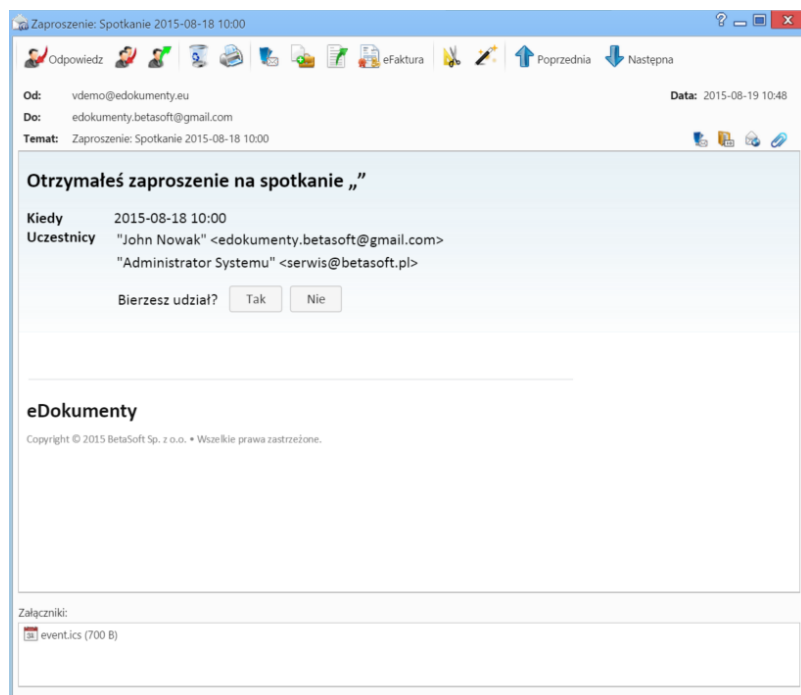 Zaproszenie: Spotkanie 2015-08-18 10:00
Odpowiedz eFaktura Poprzednia Następna
Od: vdemo@edokumenty.eu Data: 2015-08-19 10:48
Do: edokumenty.betasoft@gmail.com
Temat: Zaproszenie: Spotkanie 2015-08-18 10:00
Otrzymałeś zaproszenie na spotkanie „”
Kiedy 2015-08-18 10:00
Uczestnicy "John Nowak" <edokumenty.betasoft@gmail.com>
"Administrator Systemu" <serwis@betasoft.pl>
Bierzesz udział? Tak Nie
eDokumenty
Copyright © 2015 BetaSoft Sp. z o.o. • Wszelkie prawa zastrzeżone.
Załączniki:
event.ics (700 B)